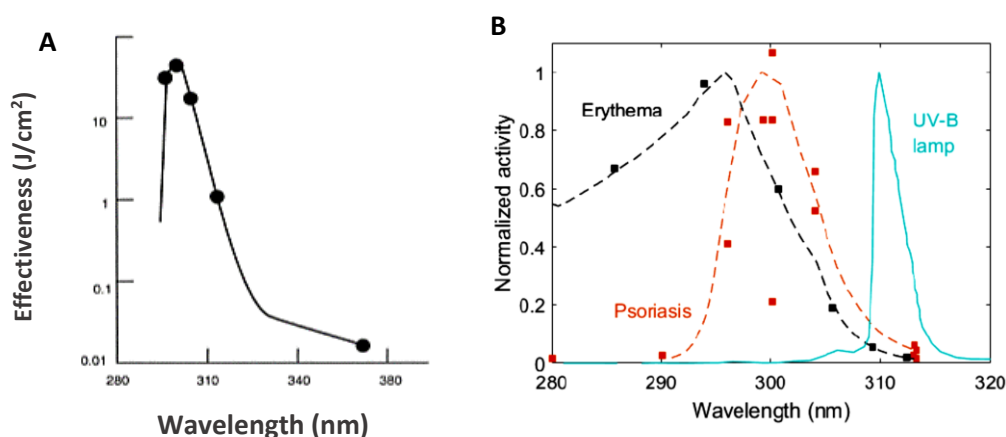 A
Effectiveness (J/cm²)
10
1
0.1
0.01
280
310
340
380
Wavelength (nm)
B
Normalized activity
1
0.8
0.6
0.4
0.2
0
Erythema
UV-B
lamp
Psoriasis
280
290
300
310
320
Wavelength (nm)